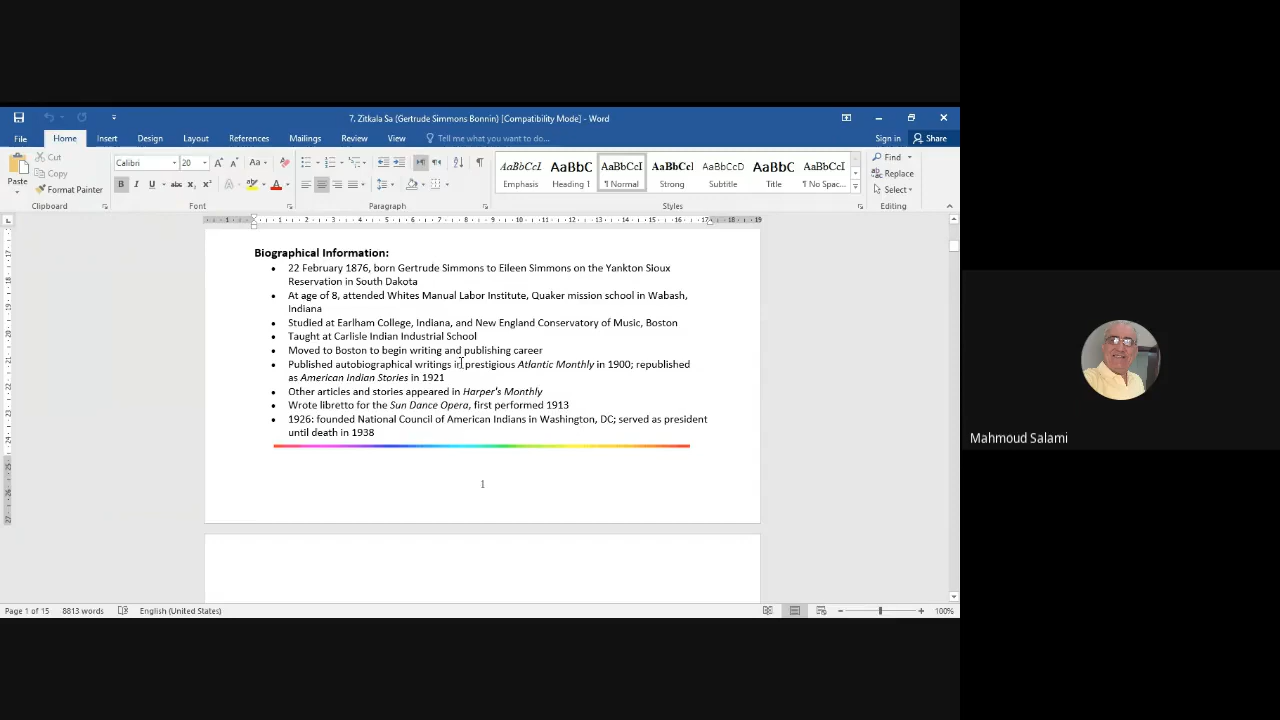 7. Zitkala Sa (Gertrude Simmons Bonnin) [Compatibility Mode] - Word
File Home Insert Design Layout References Mailings Review View Tell me what you want to do... Sign in Share
Paste
Cut
Copy
Format Painter
Clipboard
Calibri 20
Font
Paragraph
AaBbCcI AaBbC AaBbCcI AaBbCcI AaBbCcD AaBbC AaBbCcI
Emphasis Heading 1 ¶ Normal Strong Subtitle Title ¶ No Spac...
Styles
Find
Replace
Select
Editing
Biographical Information:
• 22 February 1876, born Gertrude Simmons to Eileen Simmons on the Yankton Sioux
Reservation in South Dakota
• At age of 8, attended Whites Manual Labor Institute, Quaker mission school in Wabash,
Indiana
• Studied at Earlham College, Indiana, and New England Conservatory of Music, Boston
• Taught at Carlisle Indian Industrial School
• Moved to Boston to begin writing and publishing career
• Published autobiographical writings in prestigious Atlantic Monthly in 1900; republished
as American Indian Stories in 1921
• Other articles and stories appeared in Harper's Monthly
• Wrote libretto for the Sun Dance Opera, first performed 1913
• 1926: founded National Council of American Indians in Washington, DC; served as president
until death in 1938
1
Page 1 of 15 8813 words English (United States) 100%
Mahmoud Salami